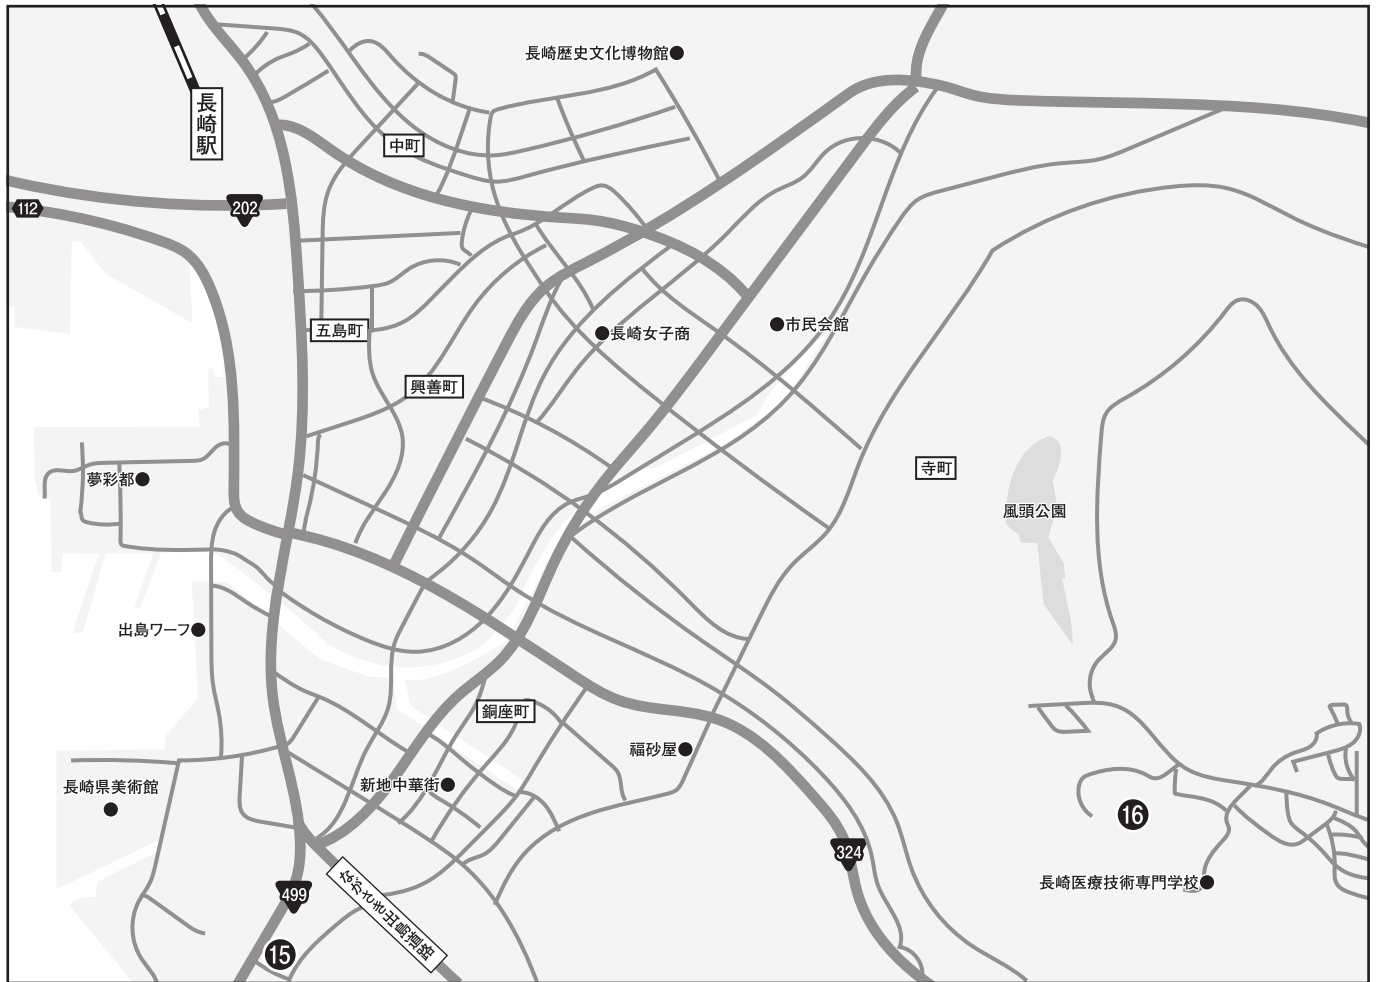 長崎歴史文化博物館
長崎駅
中町
112
202
五島町
長崎女子商
市民会館
興善町
寺町
夢彩都
風頭公園
出島ワーフ
銅座町
福砂屋
新地中華街
長崎県美術館
16
324
長崎医療技術専門学校
499
ながさき出島道路
15